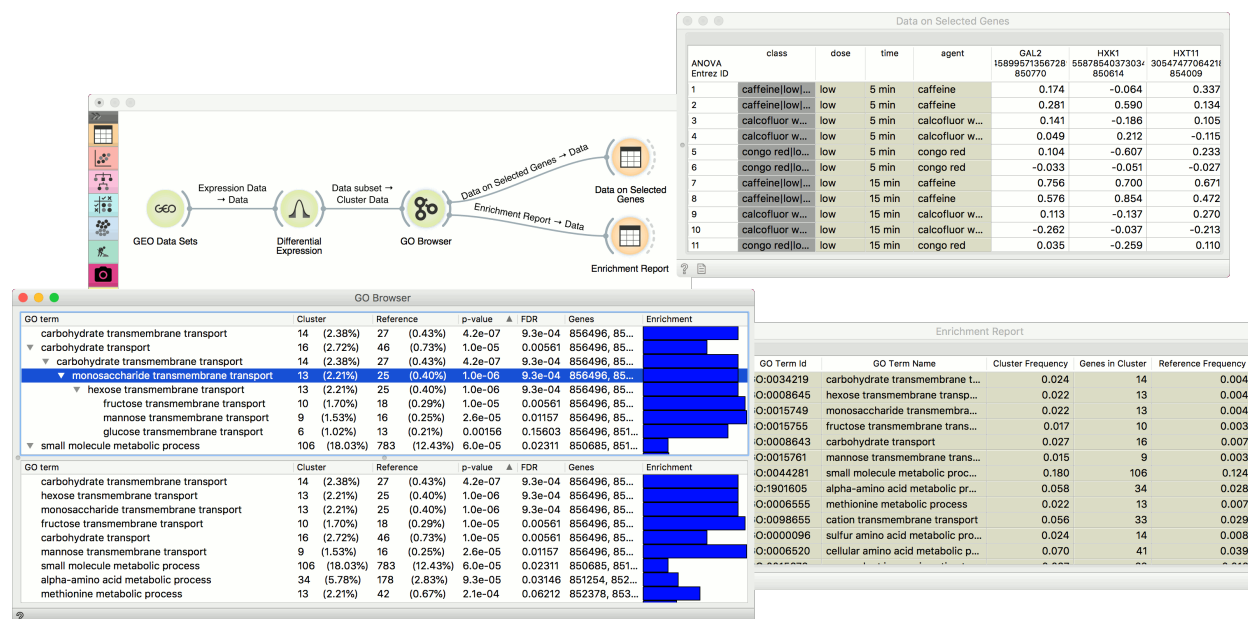 Data on Selected Genes
class dose time agent GAL2 HXK1 HXT11
ANOVA 45899571356728 55878540373034 30547477064218
Entrez ID 850770 850614 854009
1 caffeine|low|... low 5 min caffeine 0.174 -0.064 0.337
2 caffeine|low|... low 5 min caffeine 0.281 0.590 0.134
3 calcofluor w... low 5 min calcofluor w... 0.141 -0.186 0.105
4 calcofluor w... low 5 min calcofluor w... 0.049 0.212 -0.115
5 congo red|lo... low 5 min congo red 0.104 -0.607 0.233
6 congo red|lo... low 5 min congo red -0.033 -0.051 -0.027
7 caffeine|low|... low 15 min caffeine 0.756 0.700 0.671
8 caffeine|low|... low 15 min caffeine 0.576 0.854 0.472
9 calcofluor w... low 15 min calcofluor w... 0.113 -0.137 0.270
10 calcofluor w... low 15 min calcofluor w... -0.262 -0.037 -0.213
11 congo red|lo... low 15 min congo red 0.035 -0.259 0.110
GEO
GEO Data Sets
Expression Data
→ Data
Differential
Expression
Data subset →
Cluster Data
GO Browser
Data on Selected Genes → Data
Enrichment Report → Data
Data on Selected
Genes
Enrichment Report
GO Browser
GO term Cluster Reference p-value FDR Genes Enrichment
carbohydrate transmembrane transport 14 (2.38%) 27 (0.43%) 4.2e-07 9.3e-04 856496, 85...
carbohydrate transport 16 (2.72%) 46 (0.73%) 1.0e-05 0.00561 856496, 85...
carbohydrate transmembrane transport 14 (2.38%) 27 (0.43%) 4.2e-07 9.3e-04 856496, 85...
monosaccharide transmembrane transport 13 (2.21%) 25 (0.40%) 1.0e-06 9.3e-04 856496, 85...
hexose transmembrane transport 13 (2.21%) 25 (0.40%) 1.0e-06 9.3e-04 856496, 85...
fructose transmembrane transport 10 (1.70%) 18 (0.29%) 1.0e-05 0.00561 856496, 85...
mannose transmembrane transport 9 (1.53%) 16 (0.25%) 2.6e-05 0.01157 856496, 85...
glucose transmembrane transport 6 (1.02%) 13 (0.21%) 0.00156 0.15603 856496, 851...
small molecule metabolic process 106 (18.03%) 783 (12.43%) 6.0e-05 0.02311 850685, 851...
GO term Cluster Reference p-value FDR Genes Enrichment
carbohydrate transmembrane transport 14 (2.38%) 27 (0.43%) 4.2e-07 9.3e-04 856496, 85...
hexose transmembrane transport 13 (2.21%) 25 (0.40%) 1.0e-06 9.3e-04 856496, 85...
monosaccharide transmembrane transport 13 (2.21%) 25 (0.40%) 1.0e-06 9.3e-04 856496, 85...
fructose transmembrane transport 10 (1.70%) 18 (0.29%) 1.0e-05 0.00561 856496, 85...
carbohydrate transport 16 (2.72%) 46 (0.73%) 1.0e-05 0.00561 856496, 85...
mannose transmembrane transport 9 (1.53%) 16 (0.25%) 2.6e-05 0.01157 856496, 85...
small molecule metabolic process 106 (18.03%) 783 (12.43%) 6.0e-05 0.02311 850685, 851...
alpha-amino acid metabolic process 34 (5.78%) 178 (2.83%) 9.3e-05 0.03146 851254, 852...
methionine metabolic process 13 (2.21%) 42 (0.67%) 2.1e-04 0.06212 852378, 853...
Enrichment Report
GO Term Id GO Term Name Cluster Frequency Genes in Cluster Reference Frequency
GO:0034219 carbohydrate transmembrane t... 0.024 14 0.004
GO:0008645 hexose transmembrane transp... 0.022 13 0.004
GO:0015749 monosaccharide transmembra... 0.022 13 0.004
GO:0015755 fructose transmembrane trans... 0.017 10 0.003
GO:0008643 carbohydrate transport 0.027 16 0.007
GO:0015761 mannose transmembrane trans... 0.015 9 0.003
GO:0044281 small molecule metabolic proc... 0.180 106 0.124
GO:1901605 alpha-amino acid metabolic pr... 0.058 34 0.028
GO:0006555 methionine metabolic process 0.022 13 0.007
GO:0098655 cation transmembrane transport 0.056 33 0.029
GO:0000096 sulfur amino acid metabolic pro... 0.024 14 0.008
GO:0006520 cellular amino acid metabolic p... 0.070 41 0.039